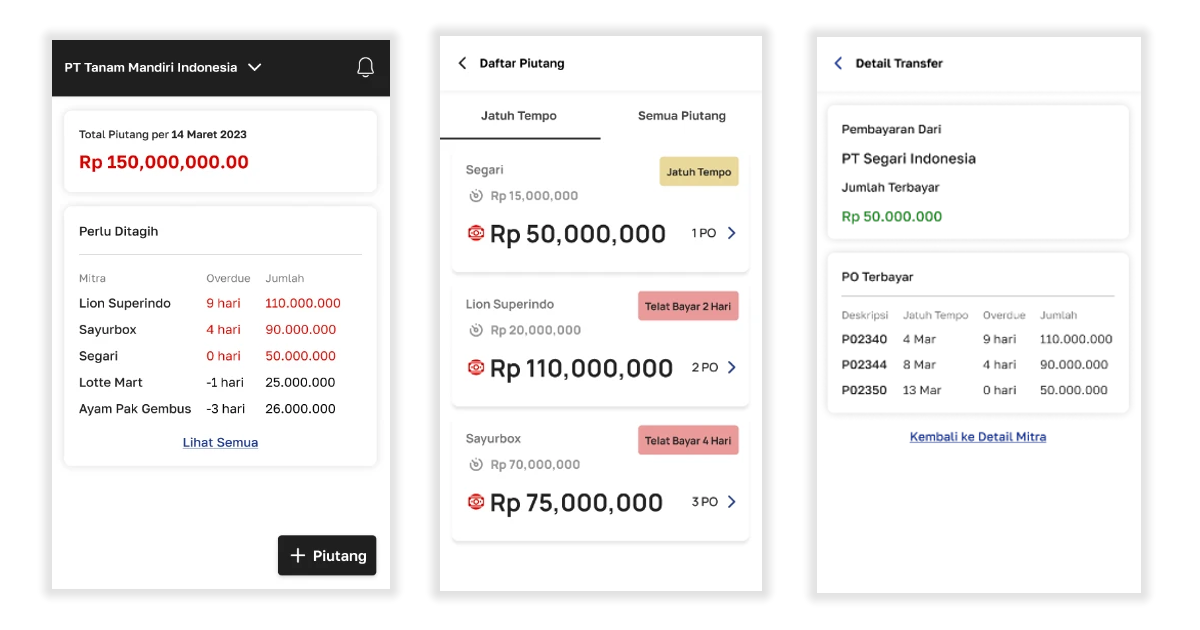 PT Tanam Mandiri Indonesia
Total Piutang per 14 Maret 2023
Rp 150,000,000.00
Perlu Ditagih
Mitra Overdue Jumlah
Lion Superindo 9 hari 110.000.000
Sayurbox 4 hari 90.000.000
Segari 0 hari 50.000.000
Lotte Mart -1 hari 25.000.000
Ayam Pak Gembus -3 hari 26.000.000
Lihat Semua
+ Piutang
Daftar Piutang
Jatuh Tempo Semua Piutang
Segari Jatuh Tempo
Rp 15,000,000
Rp 50,000,000 1 PO
Lion Superindo Telat Bayar 2 Hari
Rp 20,000,000
Rp 110,000,000 2 PO
Sayurbox Telat Bayar 4 Hari
Rp 70,000,000
Rp 75,000,000 3 PO
Detail Transfer
Pembayaran Dari
PT Segari Indonesia
Jumlah Terbayar
Rp 50.000.000
PO Terbayar
Deskripsi Jatuh Tempo Overdue Jumlah
P02340 4 Mar 9 hari 110.000.000
P02344 8 Mar 4 hari 90.000.000
P02350 13 Mar 0 hari 50.000.000
Kembali ke Detail Mitra